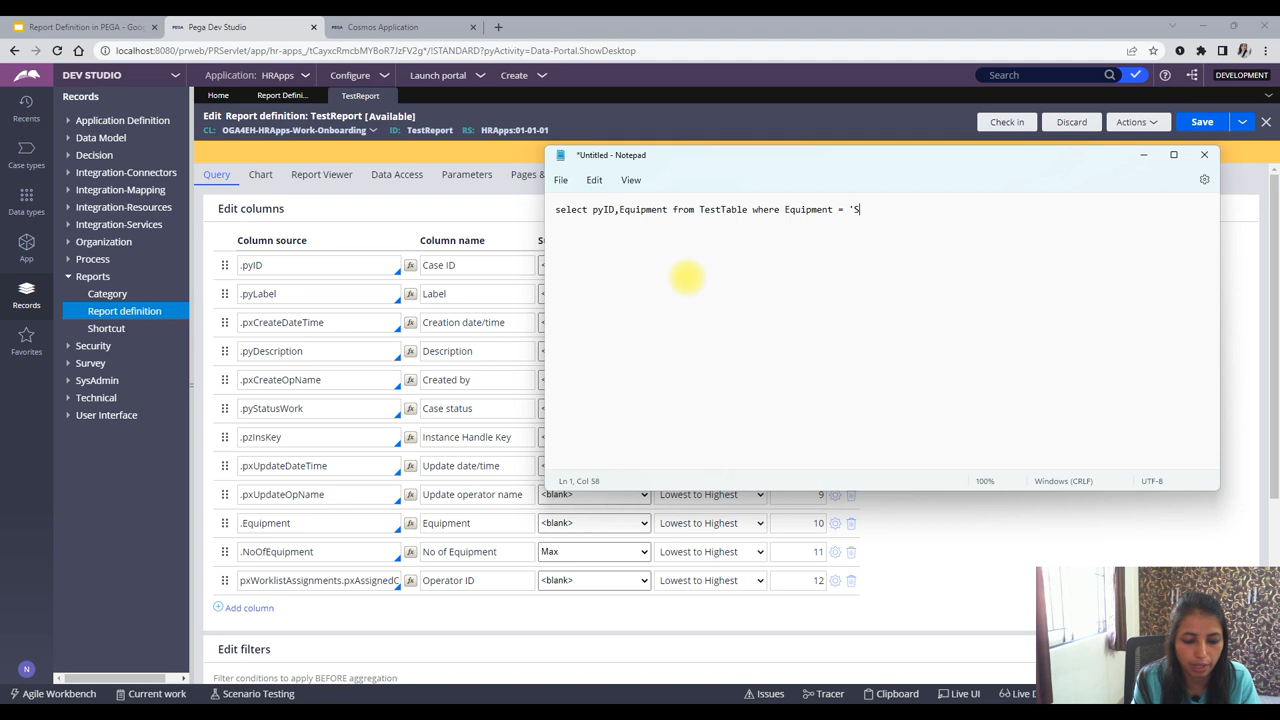 Report Definition in PEGA - Goo
Pega Dev Studio
Cosmos Application
localhost:8080/prweb/PRServlet/app/hr-apps_/tCayxcRmcbMYBoR7JzFV2g*/!STANDARD?pyActivity=Data-Portal.ShowDesktop
DEV STUDIO
Application: HRApps
Configure
Launch portal
Create
Search
DEVELOPMENT
Recents
Case types
Data types
App
Records
Favorites
N
Records
Application Definition
Data Model
Decision
Integration-Connectors
Integration-Mapping
Integration-Resources
Integration-Services
Organization
Process
Reports
Category
Report definition
Shortcut
Security
Survey
SysAdmin
Technical
User Interface
Home
Report Defini...
TestReport
Edit Report definition: TestReport [Available]
CL: OGA4EH-HRApps-Work-Onboarding ID: TestReport RS: HRApps:01-01-01
Check in
Discard
Actions
Save
Query
Chart
Report Viewer
Data Access
Parameters
Pages &
*Untitled - Notepad
File
Edit
View
select pyID,Equipment from TestTable where Equipment = 'S
Ln 1, Col 58
100%
Windows (CRLF)
UTF-8
Edit columns
Column source Column name
.pyID Case ID
.pyLabel Label
.pxCreateDateTime Creation date/time
.pyDescription Description
.pxCreateOpName Created by
.pyStatusWork Case status
.pzInsKey Instance Handle Key
.pxUpdateDateTime Update date/time
.pxUpdateOpName Update operator name <blank> Lowest to Highest 9
.Equipment Equipment <blank> Lowest to Highest 10
.NoOfEquipment No of Equipment Max Lowest to Highest 11
pxWorklistAssignments.pxAssignedO Operator ID <blank> Lowest to Highest 12
Add column
Edit filters
Filter conditions to apply BEFORE aggregation
Agile Workbench
Current work
Scenario Testing
Issues
Tracer
Clipboard
Live UI
Live D